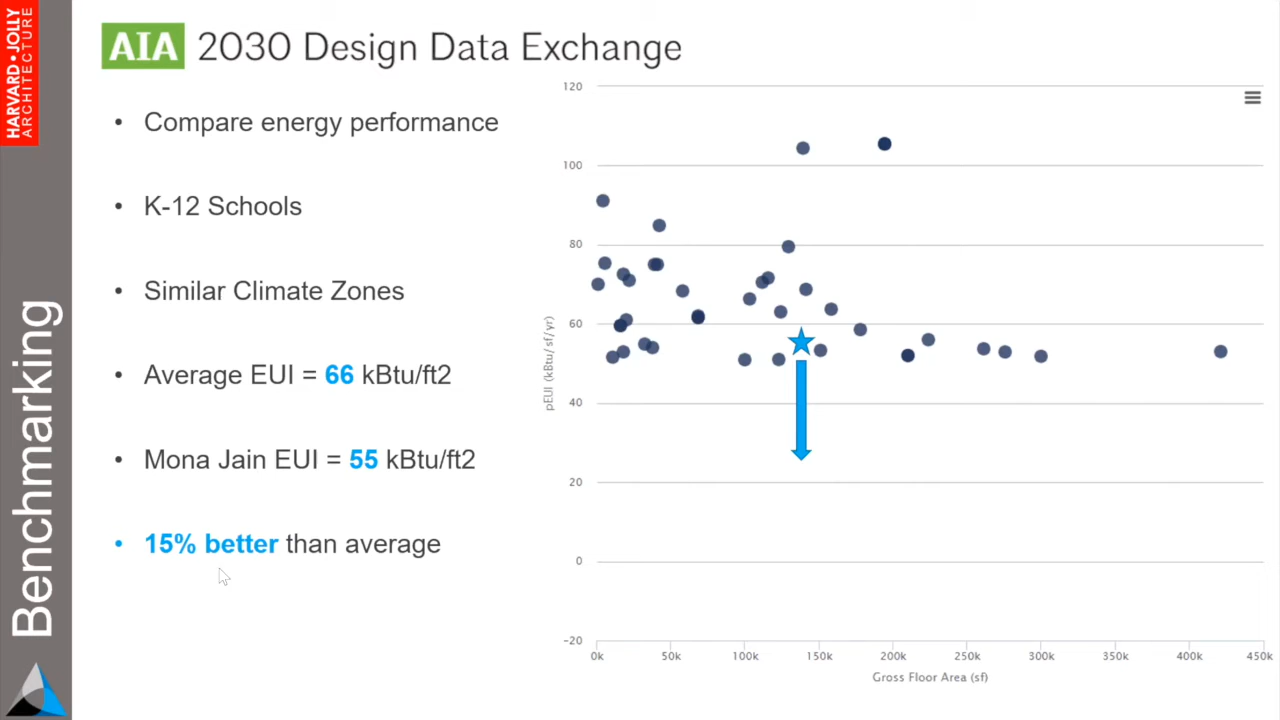 HARVARD • JOLLY
ARCHITECTURE
Benchmarking
AIA 2030 Design Data Exchange
• Compare energy performance
• K-12 Schools
• Similar Climate Zones
• Average EUI = 66 kBtu/ft2
• Mona Jain EUI = 55 kBtu/ft2
• 15% better than average
pEUI (kBtu/sf/yr)
120
100
80
60
40
20
0
-20
0k 50k 100k 150k 200k 250k 300k 350k 400k 450k
Gross Floor Area (sf)